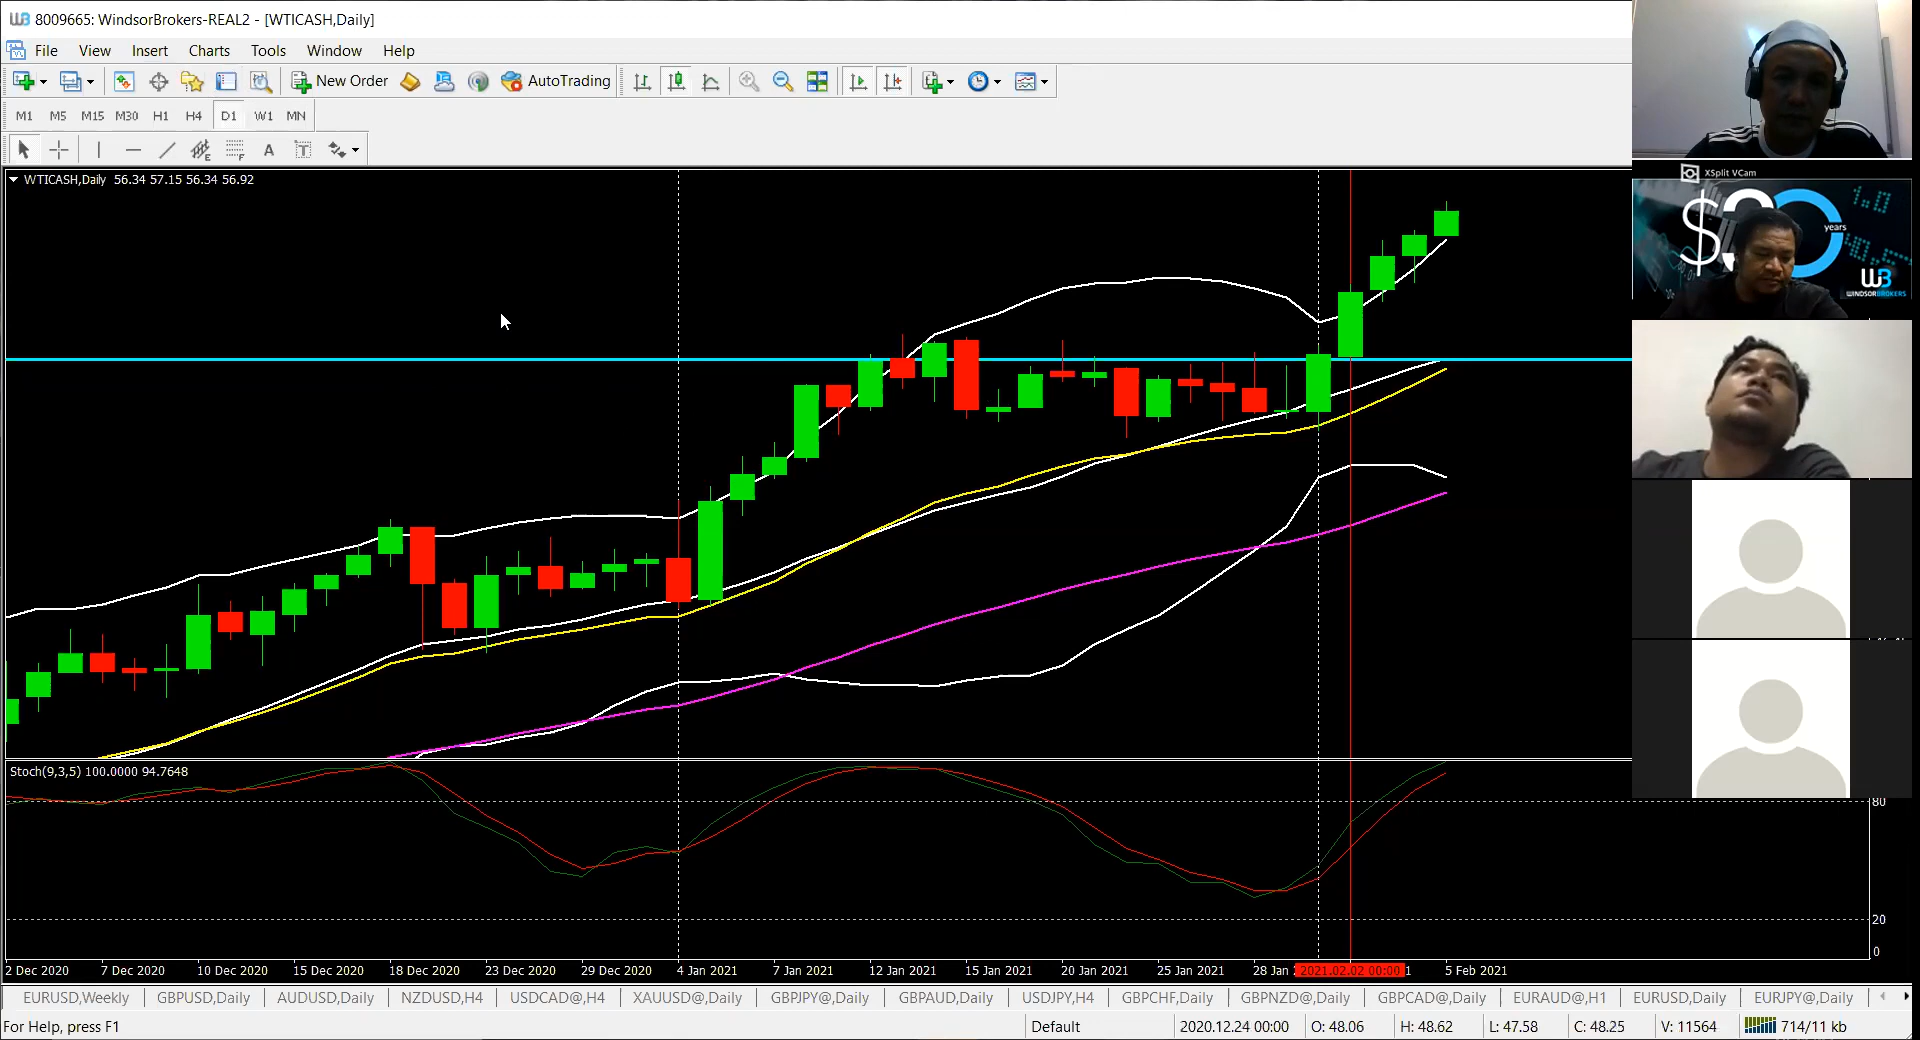 8009665: WindsorBrokers-REAL2 - [WTICASH,Daily]
File View Insert Charts Tools Window Help
New Order AutoTrading
M1 M5 M15 M30 H1 H4 D1 W1 MN
A T
WTICASH,Daily 56.34 57.15 56.34 56.92
XSplit VCam
$
years
WB
WINDSORBROKERS
Stoch(9,3,5) 100.0000 94.7648
80
20
0
2 Dec 2020 7 Dec 2020 10 Dec 2020 15 Dec 2020 18 Dec 2020 23 Dec 2020 29 Dec 2020 4 Jan 2021 7 Jan 2021 12 Jan 2021 15 Jan 2021 20 Jan 2021 25 Jan 2021 28 Jan 2021.02.02 00:00 1 5 Feb 2021
EURUSD,Weekly GBPUSD,Daily AUDUSD,Daily NZDUSD,H4 USDCAD@,H4 XAUUSD@,Daily GBPJPY@,Daily GBPAUD,Daily USDJPY,H4 GBPCHF,Daily GBPNZD@,Daily GBPCAD@,Daily EURAUD@,H1 EURUSD,Daily EURJPY@,Daily
For Help, press F1 Default 2020.12.24 00:00 O: 48.06 H: 48.62 L: 47.58 C: 48.25 V: 11564 714/11 kb